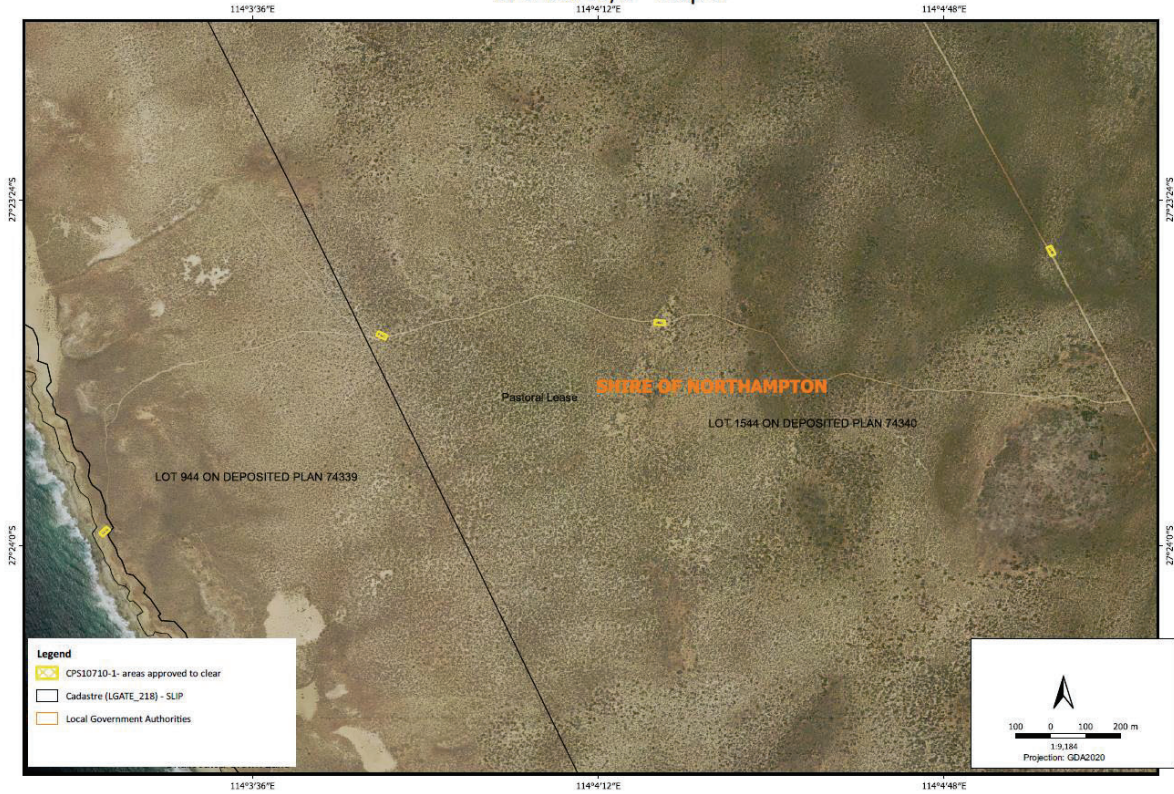 114°3'36"E
114°4'12"E
114°4'48"E
27°23'24"S
27°23'24"S
SHIRE OF NORTHAMPTON
Pastoral Lease
LOT 1544 ON DEPOSITED PLAN 74340
LOT 944 ON DEPOSITED PLAN 74339
27°24'0"S
27°24'0"S
Legend
CPS10710-1- areas approved to clear
Cadastre (LGATE_218) - SLIP
Local Government Authorities
100 0 100 200 m
1:9,184
Projection: GDA2020
114°3'36"E
114°4'12"E
114°4'48"E